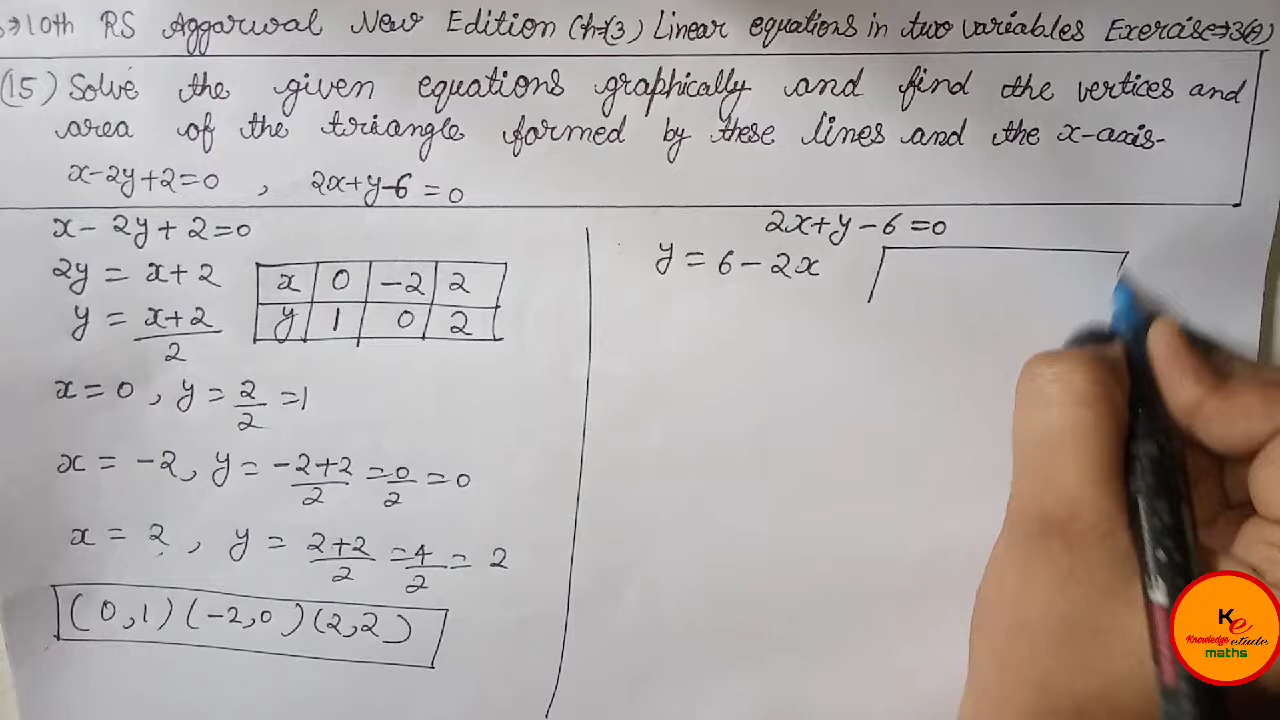 10th RS Aggarwal New Edition (Ch⇒3) Linear equations in two variables Exercise⇒3(A)
(15) Solve the given equations graphically and find the vertices and
area of the triangle formed by these lines and the x-axis-
x-2y+2=0 , 2x+y-6=0
x- 2y+2=0
2y = x+2
y = x+2/2
x 0 -2 2
y 1 0 2
x=0, y= 2/2 =1
x = -2, y = -2+2/2 = 0/2 = 0
x = 2, y = 2+2/2 = 4/2 = 2
(0,1) (-2,0) (2,2)
2x+y-6=0
y = 6-2x
Ke
Knowledge etude
maths